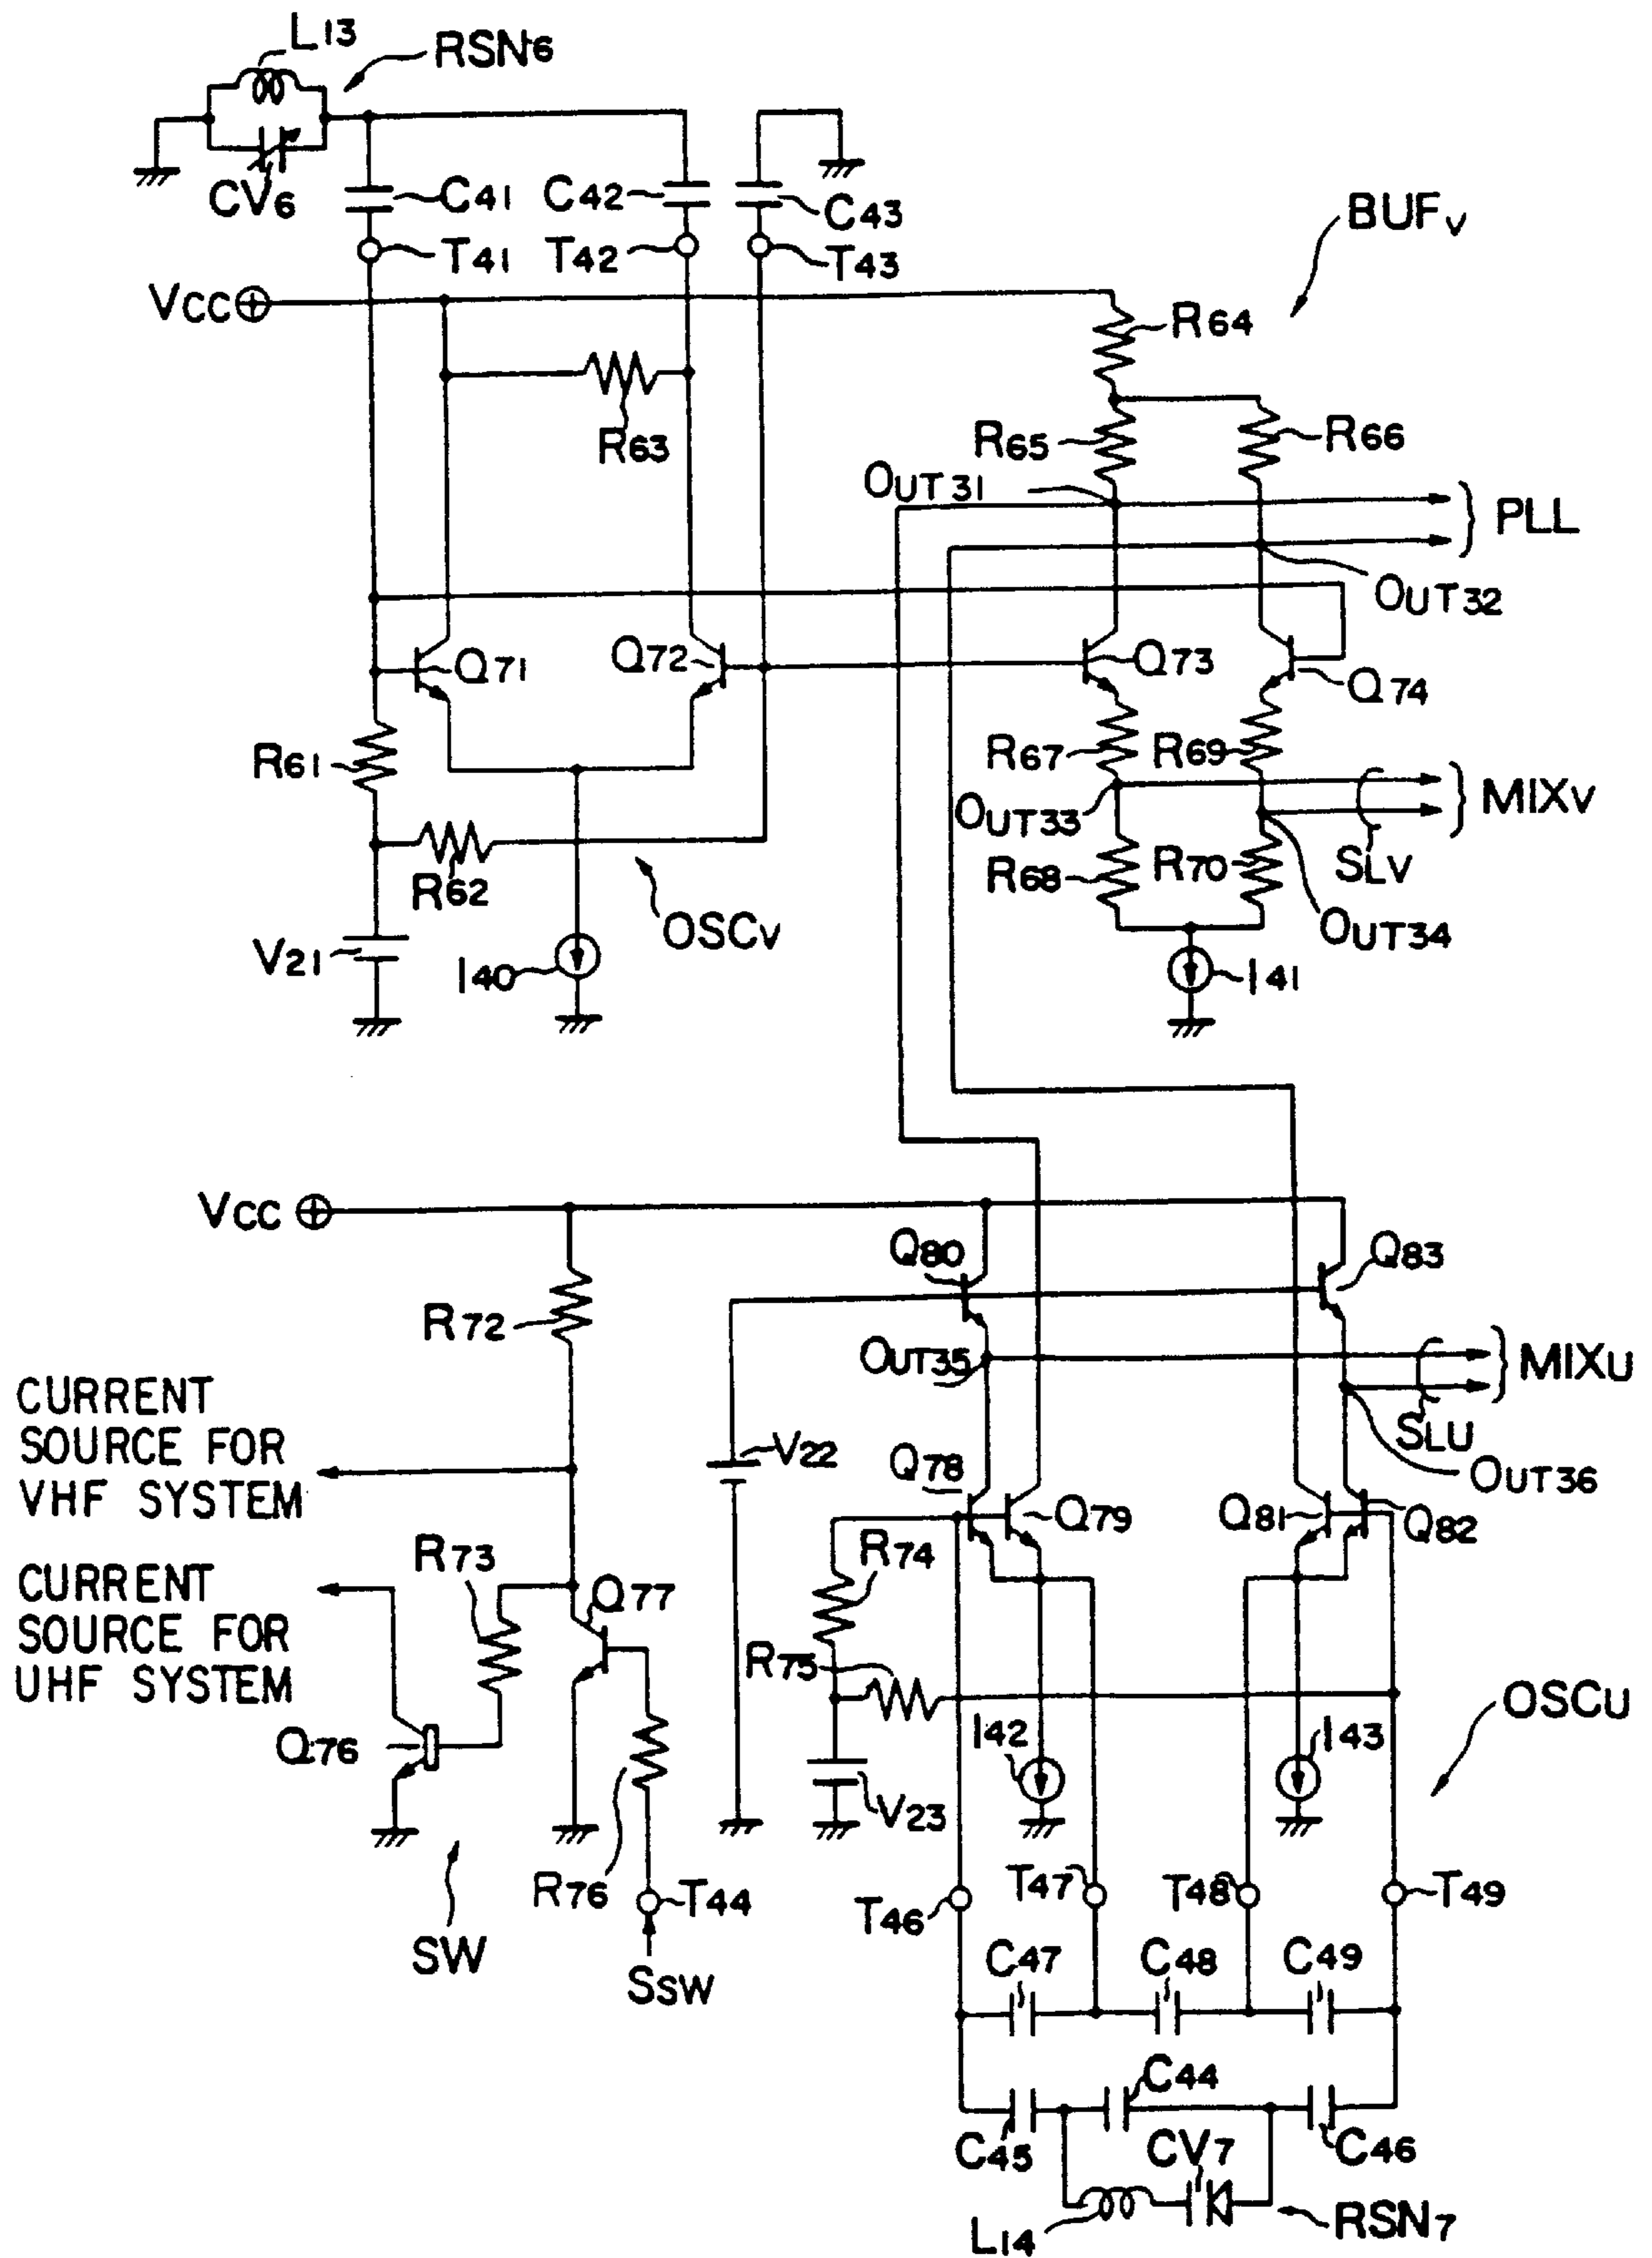 L13
RSN6
CV6
C41
C42
C43
T41
T42
T43
BUFV
VCC
R64
R63
R65
R66
OUT31
PLL
OUT32
Q71
Q72
Q73
Q74
R61
R67
R69
OUT33
MIXV
R62
R68
R70
SLV
OSCV
OUT34
V21
I40
I41
VCC
Q80
Q83
R72
OUT35
MIXU
CURRENT
SOURCE FOR
VHF SYSTEM
SLU
V22
Q78
OUT36
Q79
Q81
Q82
R73
R74
CURRENT
SOURCE FOR
UHF SYSTEM
Q77
R75
OSCU
Q76
I42
I43
V23
R76
T44
T46
T47
T48
T49
SW
SSW
C47
C48
C49
C44
C45
CV7
C46
L14
RSN7